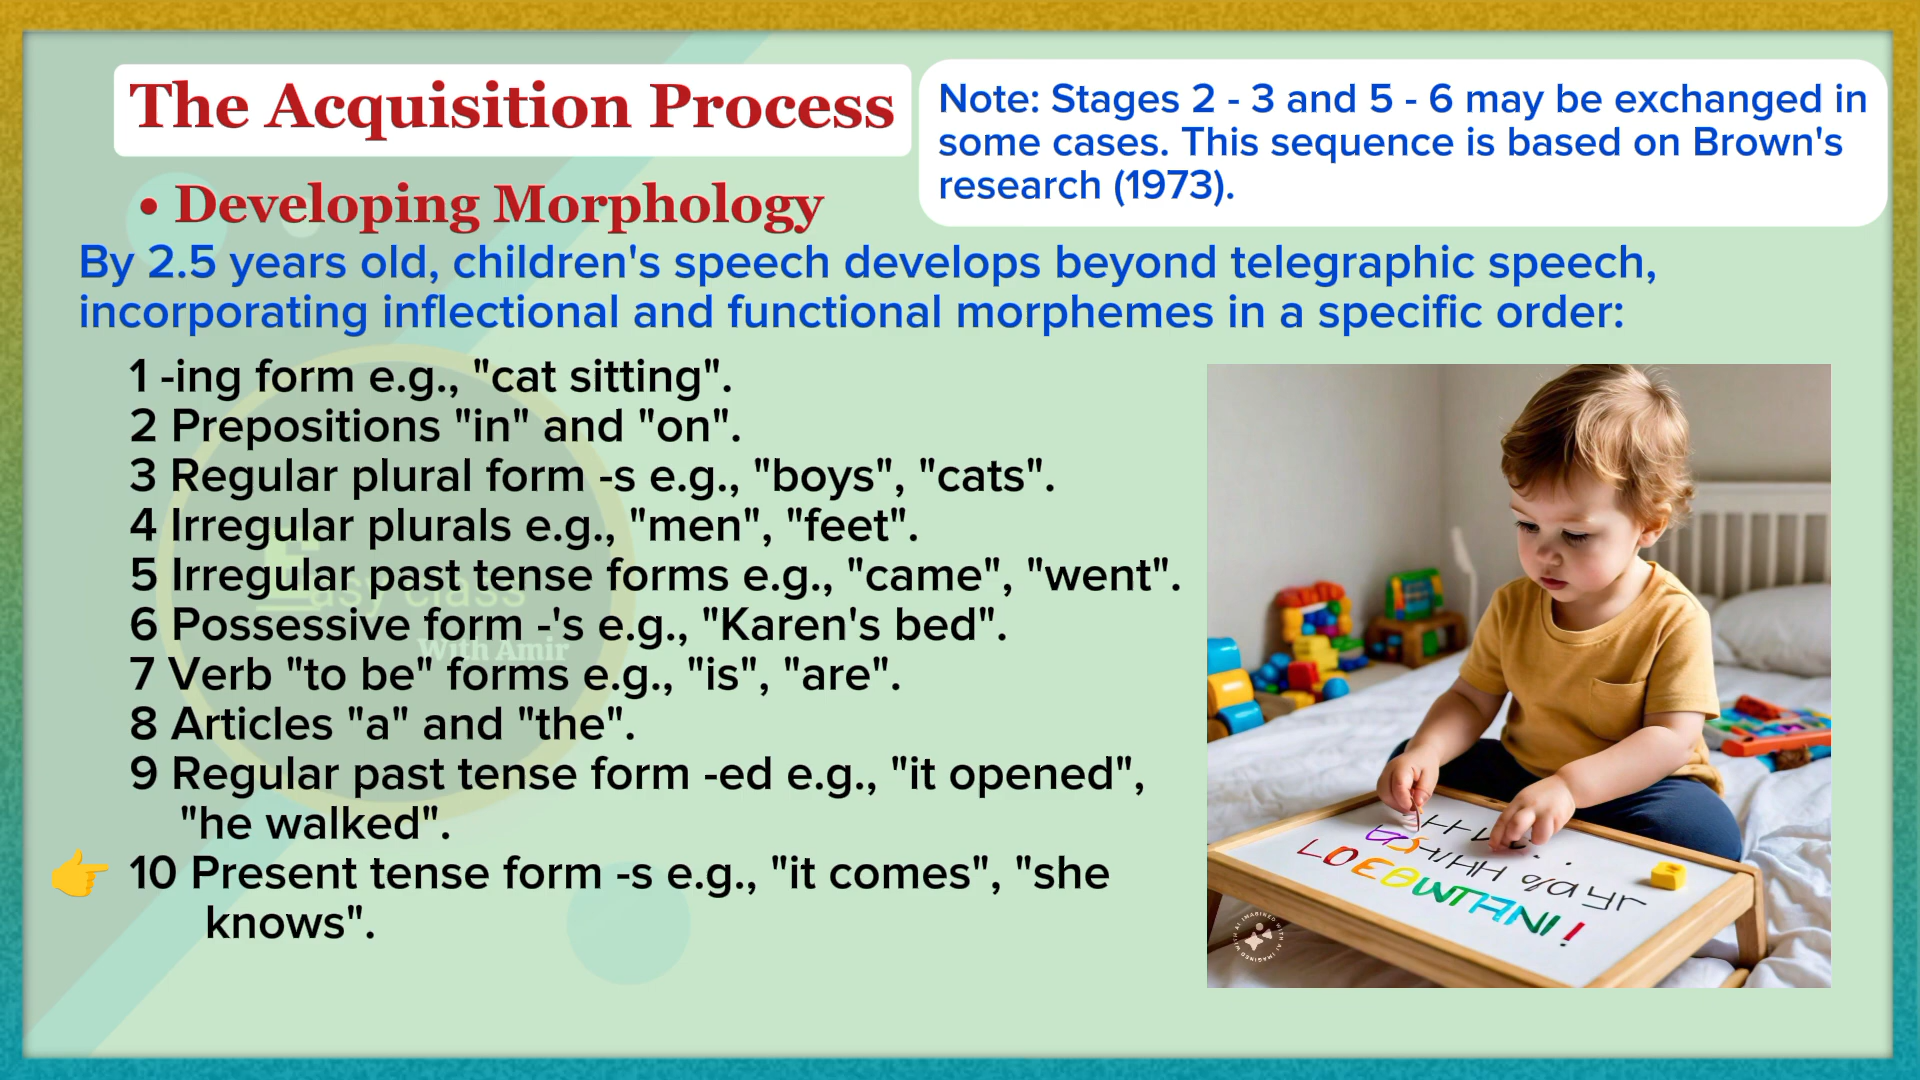 The Acquisition Process
Note: Stages 2 - 3 and 5 - 6 may be exchanged in
some cases. This sequence is based on Brown's
research (1973).
• Developing Morphology
By 2.5 years old, children's speech develops beyond telegraphic speech,
incorporating inflectional and functional morphemes in a specific order:
1 -ing form e.g., "cat sitting".
2 Prepositions "in" and "on".
3 Regular plural form -s e.g., "boys", "cats".
4 Irregular plurals e.g., "men", "feet".
5 Irregular past tense forms e.g., "came", "went".
6 Possessive form -'s e.g., "Karen's bed".
7 Verb "to be" forms e.g., "is", "are".
8 Articles "a" and "the".
9 Regular past tense form -ed e.g., "it opened",
"he walked".
10 Present tense form -s e.g., "it comes", "she
knows".
Easy class
With Amir